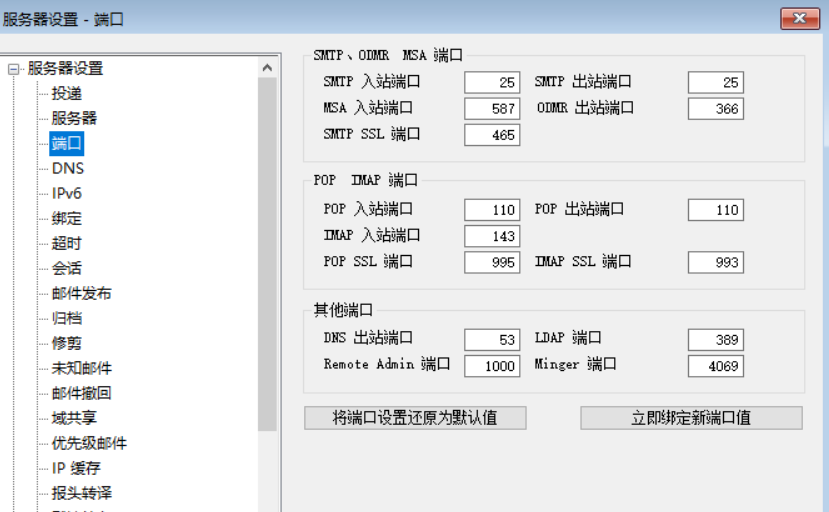 服务器设置 - 端口
服务器设置
投递
服务器
端口
DNS
IPv6
绑定
超时
会话
邮件发布
归档
修剪
未知邮件
邮件撤回
域共享
优先级邮件
IP 缓存
报头转译
SMTP、ODMR MSA 端口
SMTP 入站端口 25 SMTP 出站端口 25
MSA 入站端口 587 ODMR 出站端口 366
SMTP SSL 端口 465
POP IMAP 端口
POP 入站端口 110 POP 出站端口 110
IMAP 入站端口 143
POP SSL 端口 995 IMAP SSL 端口 993
其他端口
DNS 出站端口 53 LDAP 端口 389
Remote Admin 端口 1000 Minger 端口 4069
将端口设置还原为默认值 立即绑定新端口值